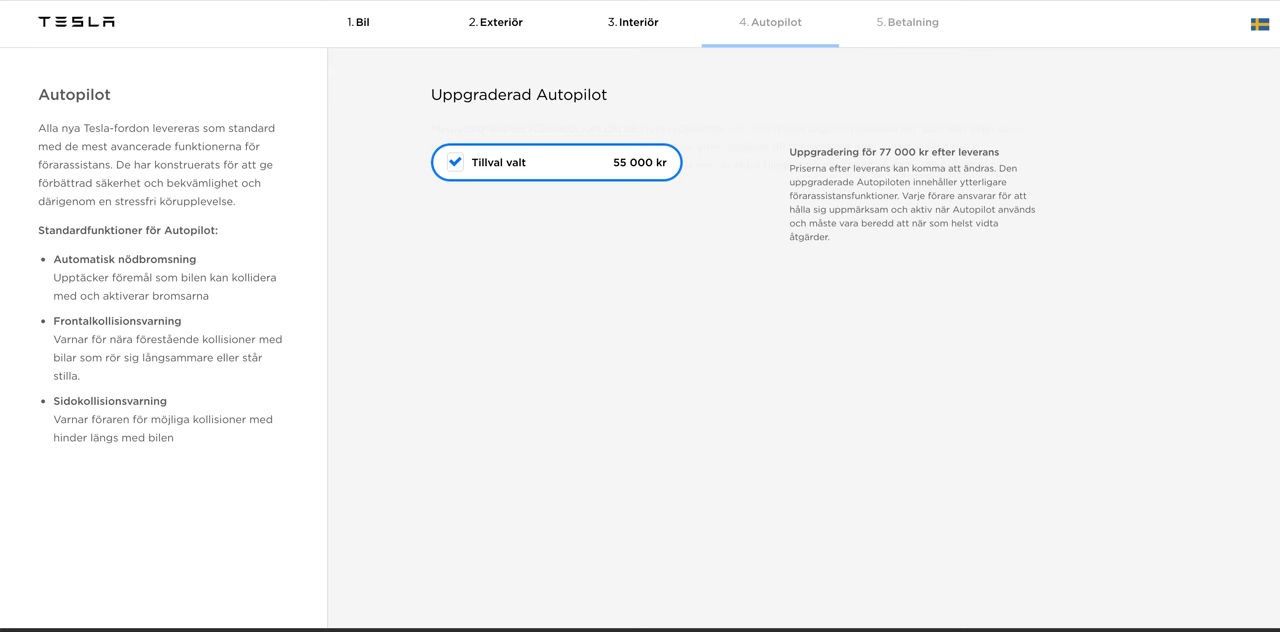 TESLA
1. Bil
2. Exteriör
3. Interiör
4. Autopilot
5. Betalning
Autopilot
Alla nya Tesla-fordon levereras som standard
med de mest avancerade funktionerna för
förarassistans. De har konstruerats för att ge
förbättrad säkerhet och bekvämlighet och
därigenom en stressfri körupplevelse.
Standardfunktioner för Autopilot:
• Automatisk nödbromsning
Upptäcker föremål som bilen kan kollidera
med och aktiverar bromsarna
• Frontalkollisionsvarning
Varnar för nära förestående kollisioner med
bilar som rör sig långsammare eller står
stilla.
• Sidokollisionsvarning
Varnar föraren för möjliga kollisioner med
hinder längs med bilen
Uppgraderad Autopilot
Tillval valt 55 000 kr
Uppgradering för 77 000 kr efter leverans
Priserna efter leverans kan komma att ändras. Den
uppgraderade Autopiloten innehåller ytterligare
förarassistansfunktioner. Varje förare ansvarar för att
hålla sig uppmärksam och aktiv när Autopilot används
och måste vara beredd att när som helst vidta
åtgärder.